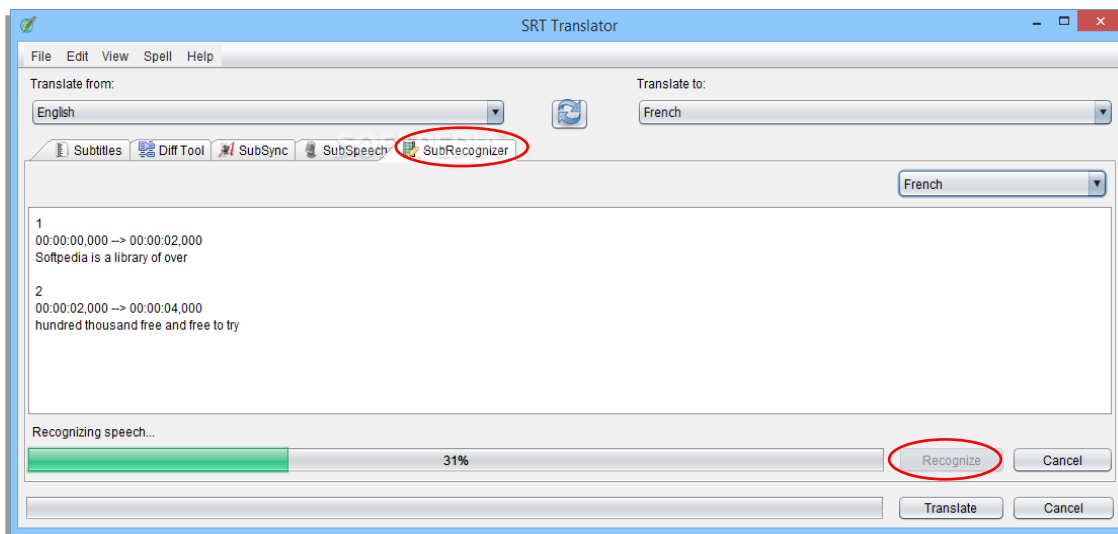 SRT Translator
File Edit View Spell Help
Translate from: Translate to:
English French
Subtitles Diff Tool SubSync SubSpeech SubRecognizer
French
1
00:00:00,000 --> 00:00:02,000
Softpedia is a library of over
2
00:00:02,000 --> 00:00:04,000
hundred thousand free and free to try
Recognizing speech...
31% Recognize Cancel
Translate Cancel